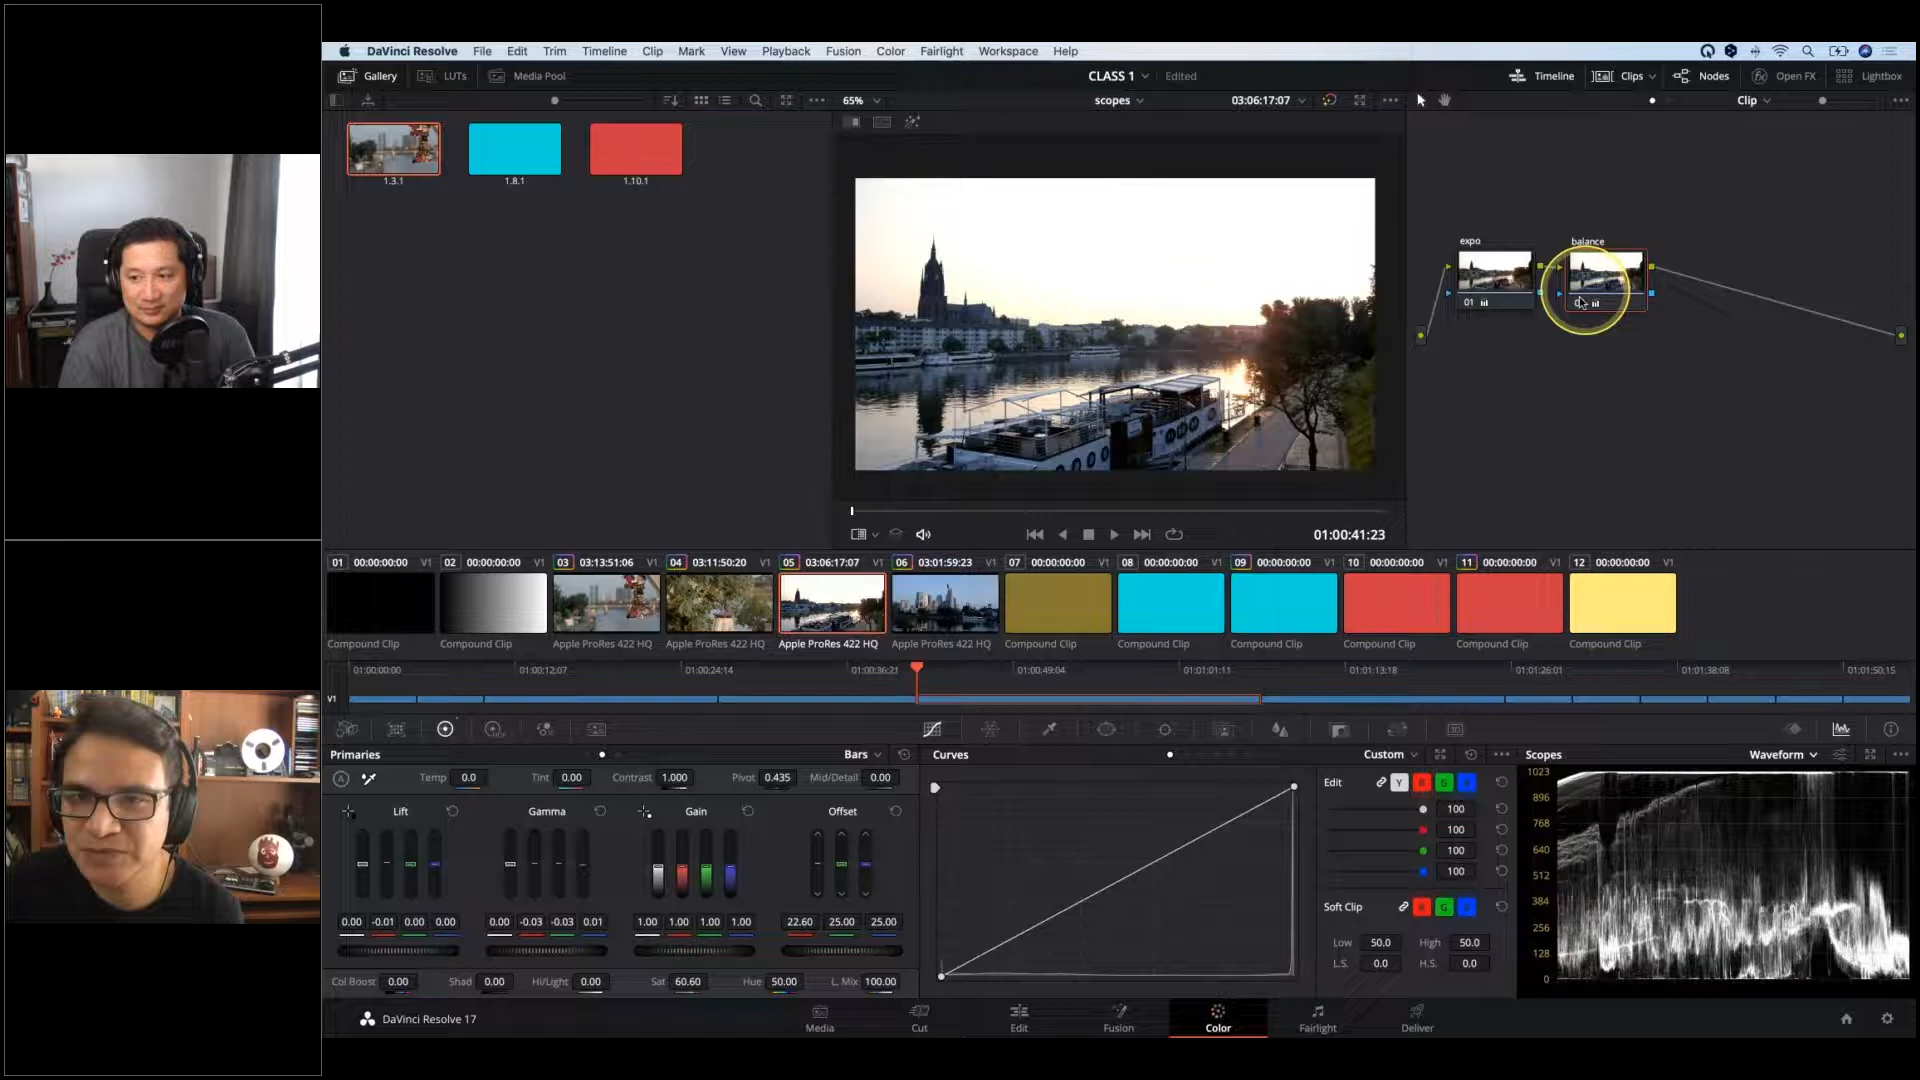 DaVinci Resolve File Edit Trim Timeline Clip Mark View Playback Fusion Color Fairlight Workspace Help
Gallery LUTs Media Pool CLASS 1 Edited Timeline Clips Nodes Open FX Lightbox
65% scopes 03:06:17:07 Clip
1.3.1 1.8.1 1.10.1
expo balance
01
01:00:41:23
01 00:00:00:00 V1 02 00:00:00:00 V1 03 03:13:51:06 V1 04 03:11:50:20 V1 05 03:06:17:07 V1 06 03:01:59:23 V1 07 00:00:00:00 V1 08 00:00:00:00 V1 09 00:00:00:00 V1 10 00:00:00:00 V1 11 00:00:00:00 V1 12 00:00:00:00 V1
Compound Clip Compound Clip Apple ProRes 422 HQ Apple ProRes 422 HQ Apple ProRes 422 HQ Apple ProRes 422 HQ Compound Clip Compound Clip Compound Clip Compound Clip Compound Clip Compound Clip
01:00:00:00 01:00:12:07 01:00:24:14 01:00:36:21 01:00:49:04 01:01:01:11 01:01:13:18 01:01:26:01 01:01:38:08 01:01:50:15
V1
Primaries Bars Curves Custom Scopes Waveform
A Temp 0.0 Tint 0.00 Contrast 1.000 Pivot 0.435 Mid/Detail 0.00
Lift Gamma Gain Offset
0.00 -0.01 0.00 0.00 0.00 -0.03 -0.03 0.01 1.00 1.00 1.00 1.00 22.60 25.00 25.00
Col Boost 0.00 Shad 0.00 Hi/Light 0.00 Sat 60.60 Hue 50.00 L. Mix 100.00
Edit Y R G B
100
100
100
100
Soft Clip R G B
Low 50.0 High 50.0
L.S. 0.0 H.S. 0.0
1023
896
768
640
512
384
256
128
0
DaVinci Resolve 17 Media Cut Edit Fusion Color Fairlight Deliver